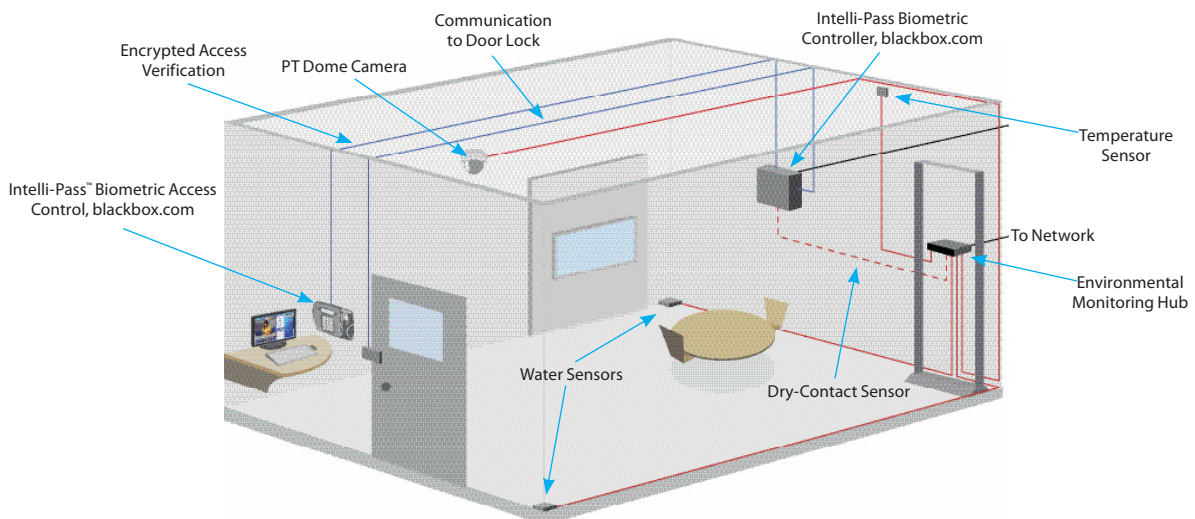 Encrypted Access
Verification
PT Dome Camera
Communication
to Door Lock
Intelli-Pass Biometric
Controller, blackbox.com
Temperature
Sensor
Intelli-Pass™ Biometric Access
Control, blackbox.com
To Network
Environmental
Monitoring Hub
Water Sensors
Dry-Contact Sensor